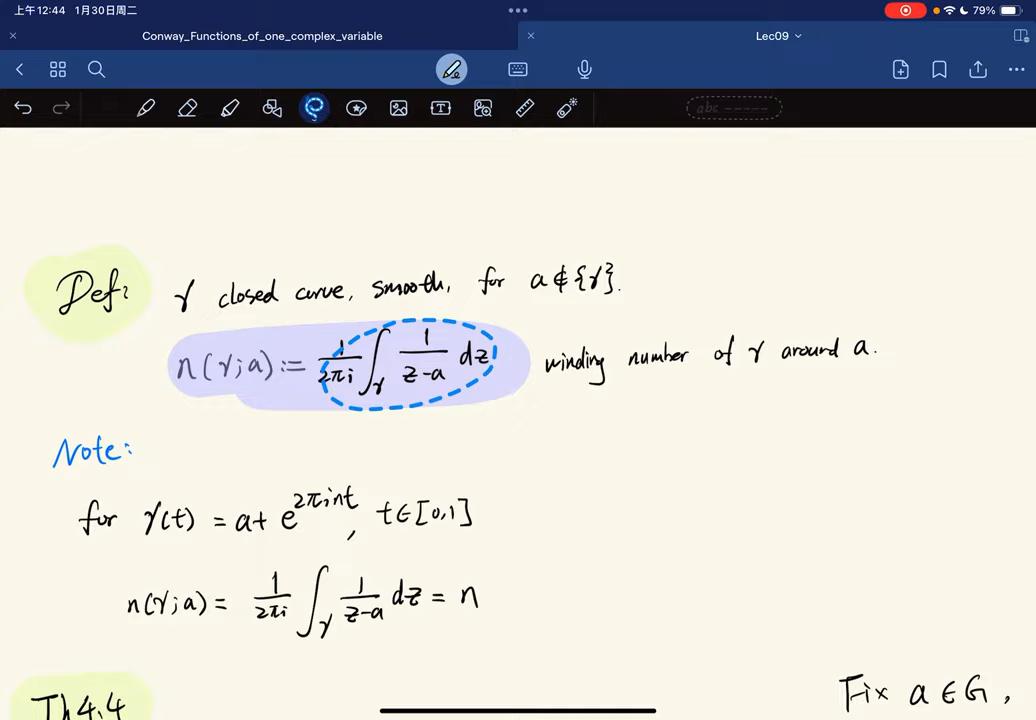 上午12:44 1月30日周二
79%
Conway_Functions_of_one_complex_variable
Lec09
abc
Def:
γ closed curve, smooth, for a∉{γ}.
n(γ;a) := 1/2πi ∫γ 1/z-a dz winding number of γ around a.
Note:
for γ(t) = a+ e^2πint, t∈[0,1]
n(γ;a) = 1/2πi ∫γ 1/z-a dz = n
Th4.4
Fix a∈G,